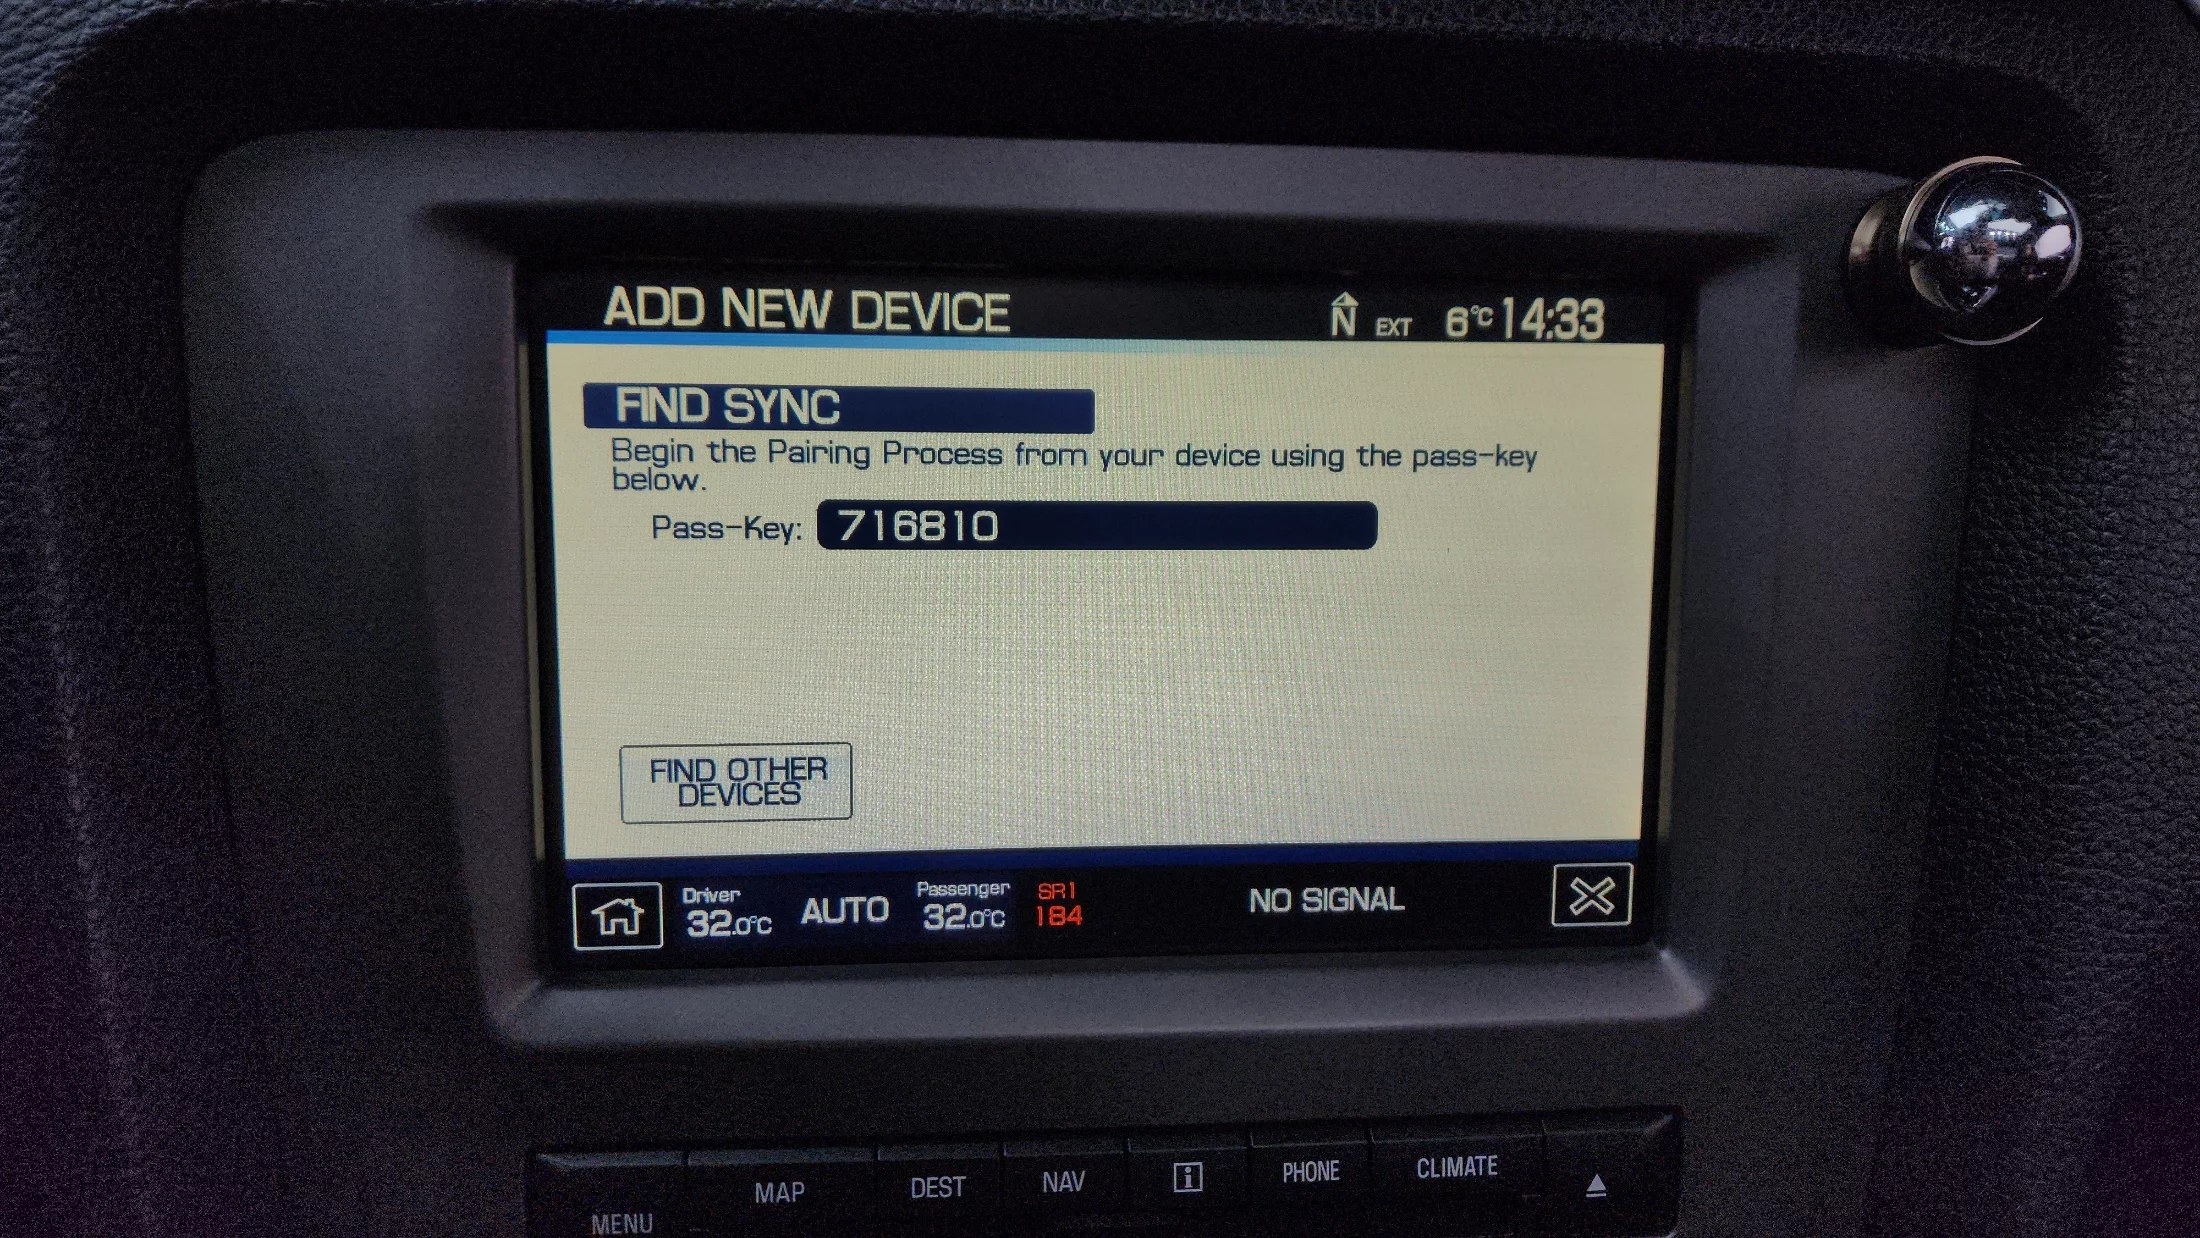 ADD NEW DEVICE N EXT 6°C 14:33
FIND SYNC
Begin the Pairing Process from your device using the pass-key
below.
Pass-Key: 716810
FIND OTHER
DEVICES
Driver
32.0°C
AUTO
Passenger
32.0°C
SR1
184
NO SIGNAL
MENU MAP DEST NAV i PHONE CLIMATE